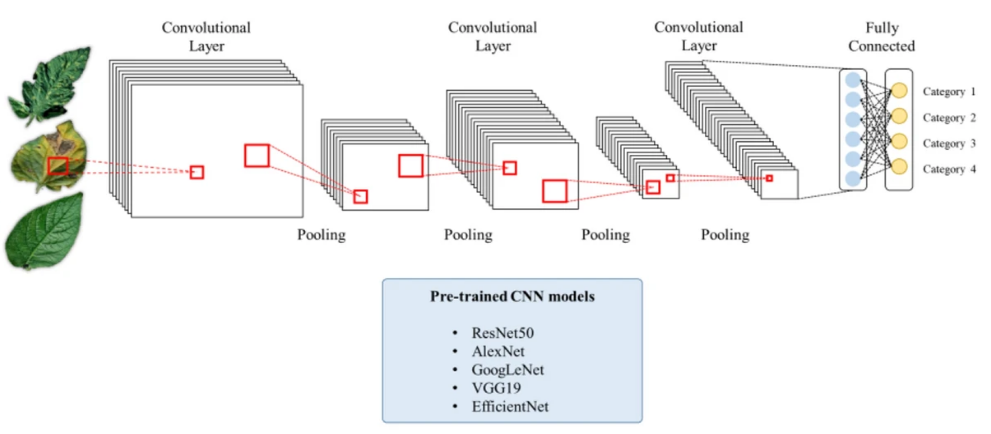 Convolutional
Layer
Convolutional
Layer
Convolutional
Layer
Fully
Connected
Category 1
Category 2
Category 3
Category 4
Pooling
Pooling
Pooling
Pooling
Pre-trained CNN models
• ResNet50
• AlexNet
• GoogLeNet
• VGG19
• EfficientNet